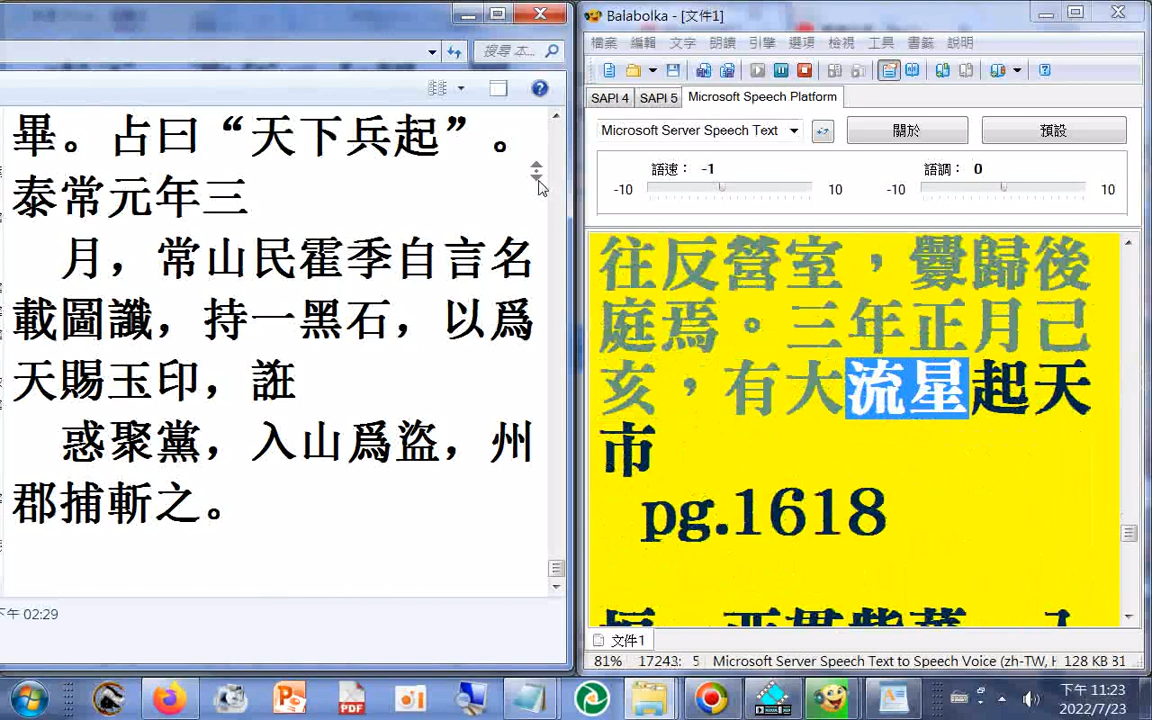 搜尋 本...
畢。占曰“天下兵起”。
泰常元年三
月，常山民霍季自言名
載圖讖，持一黑石，以爲
天賜玉印，誑
惑聚黨，入山爲盜，州
郡捕斬之。
下午 02:29
Balabolka - [文件1]
檔案 編輯 文字 朗讀 引擎 選項 檢視 工具 書籤 說明
SAPI 4 SAPI 5 Microsoft Speech Platform
Microsoft Server Speech Text 關於 預設
語速： -1 語調： 0
-10 10 -10 10
往反營室，釁歸後
庭焉。三年正月己
亥，有大流星起天
市
pg.1618
文件1
81% 17243: 5 Microsoft Server Speech Text to Speech Voice (zh-TW, H 128 KB 31
PDF
下午 11:23
2022/7/23